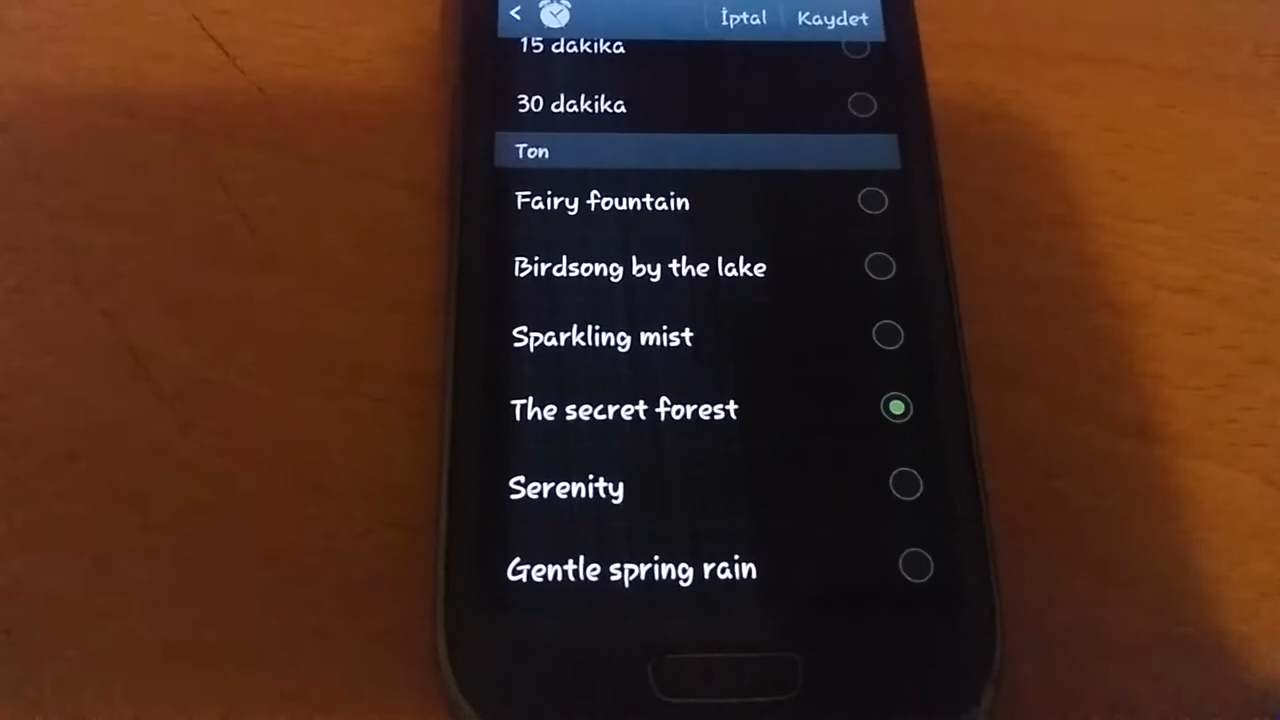 İptal
Kaydet
15 dakika
30 dakika
Ton
Fairy fountain
Birdsong by the lake
Sparkling mist
The secret forest
Serenity
Gentle spring rain